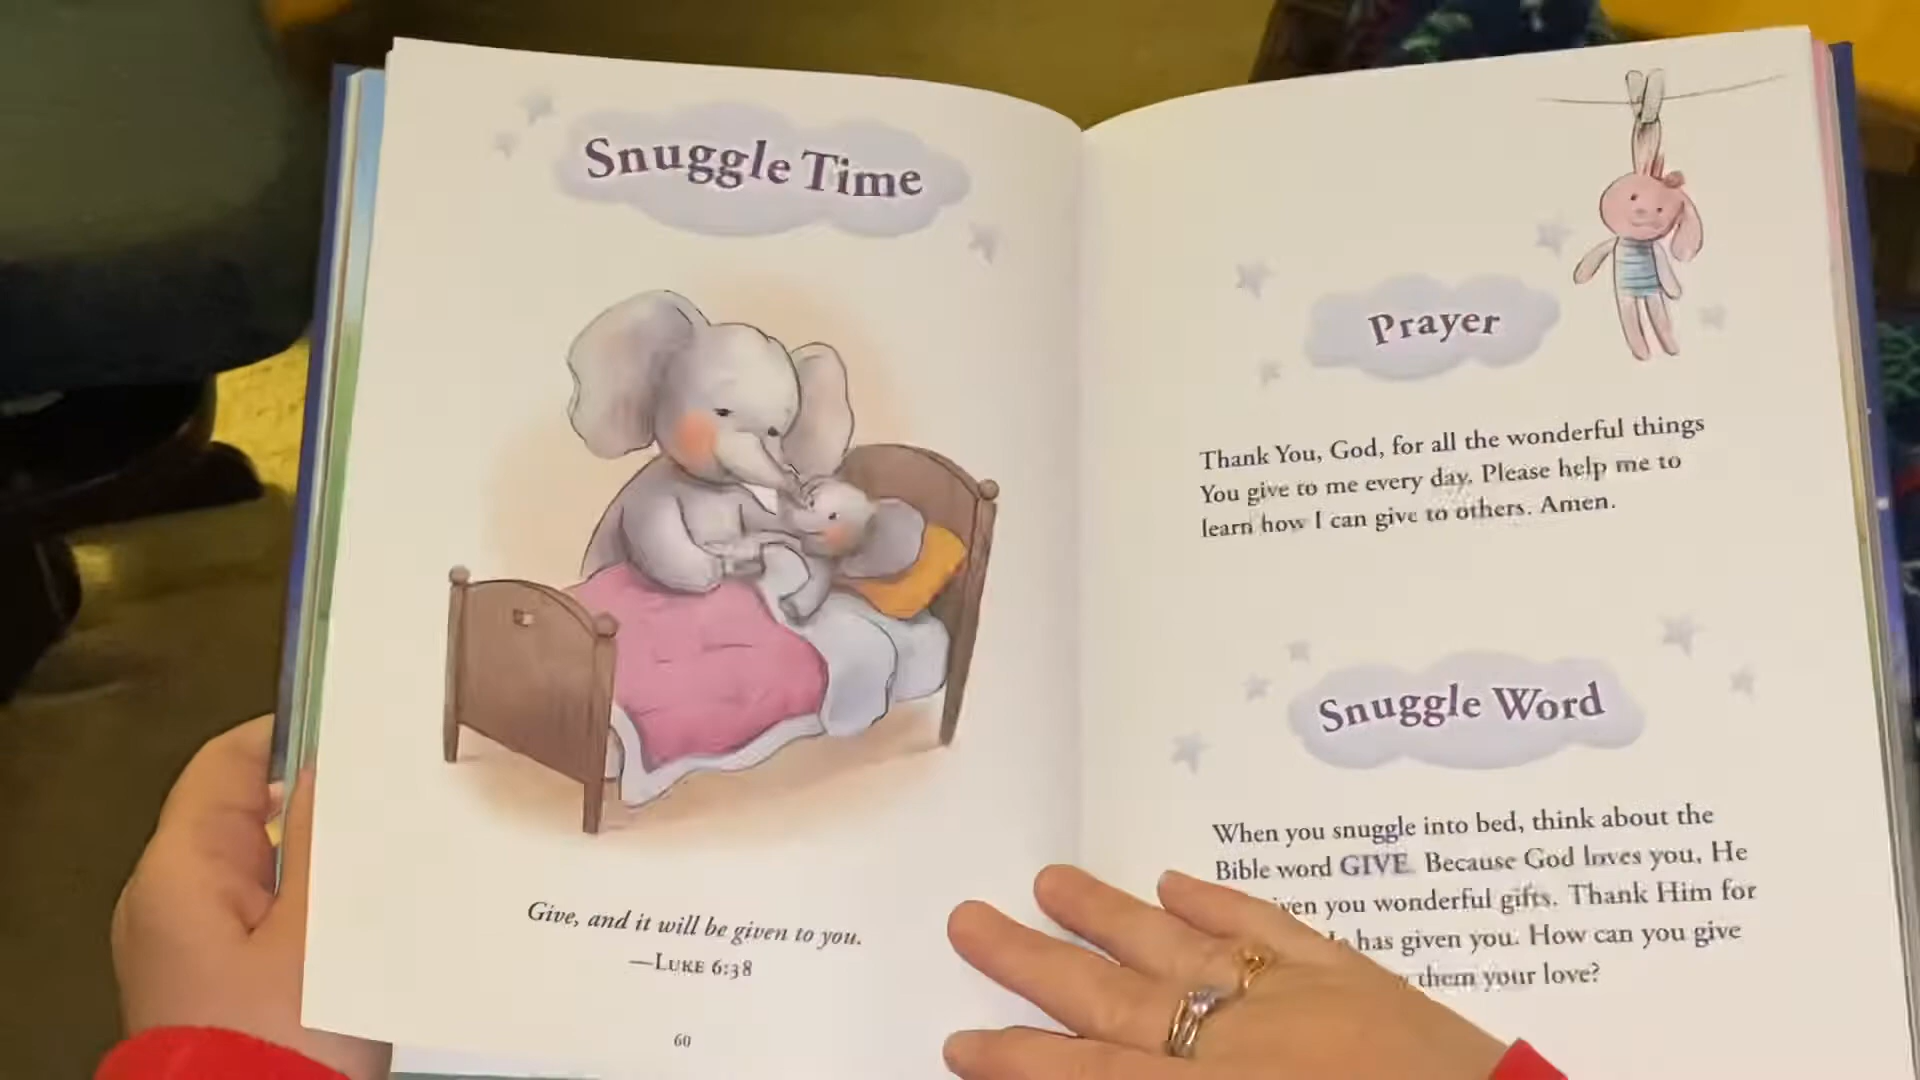 Snuggle Time
Give, and it will be given to you.
—Luke 6:38
60
Prayer
Thank You, God, for all the wonderful things
You give to me every day. Please help me to
learn how I can give to others. Amen.
Snuggle Word
When you snuggle into bed, think about the
Bible word GIVE. Because God loves you, He
you wonderful gifts. Thank Him for
has given you. How can you give
them your love?